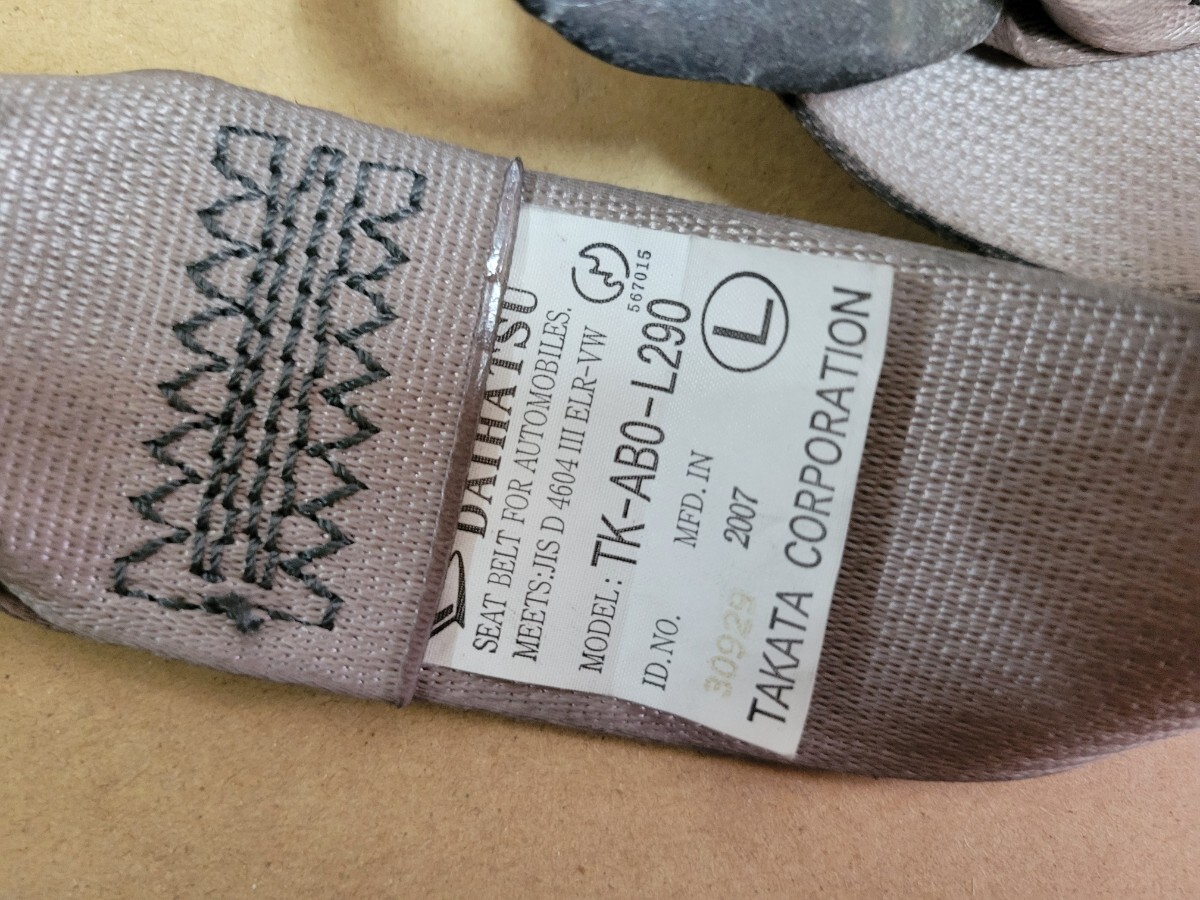 DAIHATSU
SEAT BELT FOR AUTOMOBILES.
MEETS:JIS D 4604 III ELR-VW
567015
MODEL: TK-AB0-L290
ID.NO. MFD. IN
30929 2007
L
TAKATA CORPORATION